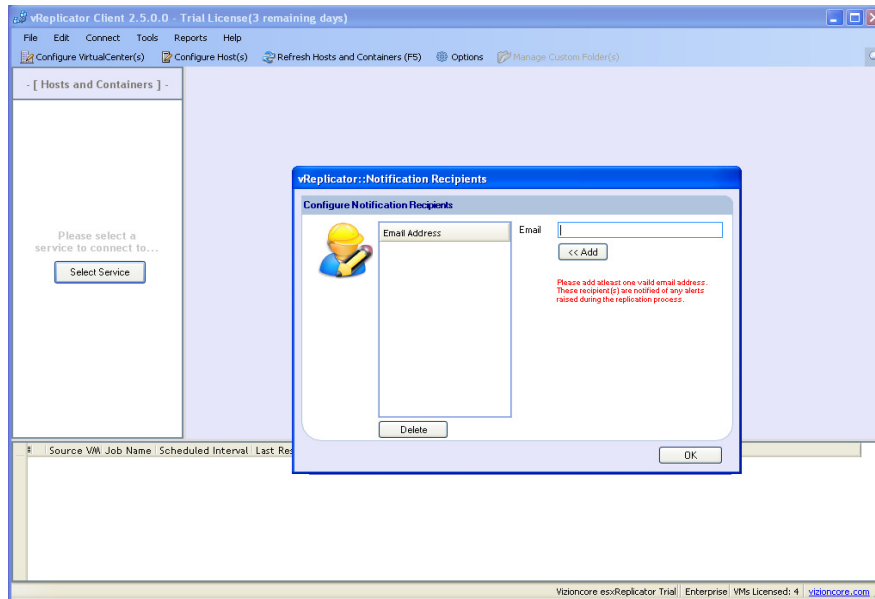 vReplicator Client 2.5.0.0 - Trial License(3 remaining days)
File Edit Connect Tools Reports Help
Configure VirtualCenter(s) Configure Host(s) Refresh Hosts and Containers (F5) Options Manage Custom Folder(s)
- [ Hosts and Containers ] -
Please select a
service to connect to...
Select Service
vReplicator::Notification Recipients
Configure Notification Recipients
Email Address
Email
<< Add
Please add atleast one vaild email address.
These recipient(s) are notified of any alerts
raised during the replication process.
Delete
OK
Source VM Job Name Scheduled Interval Last Res
Vizioncore esxReplicator Trial Enterprise VMs Licensed: 4 vizioncore.com